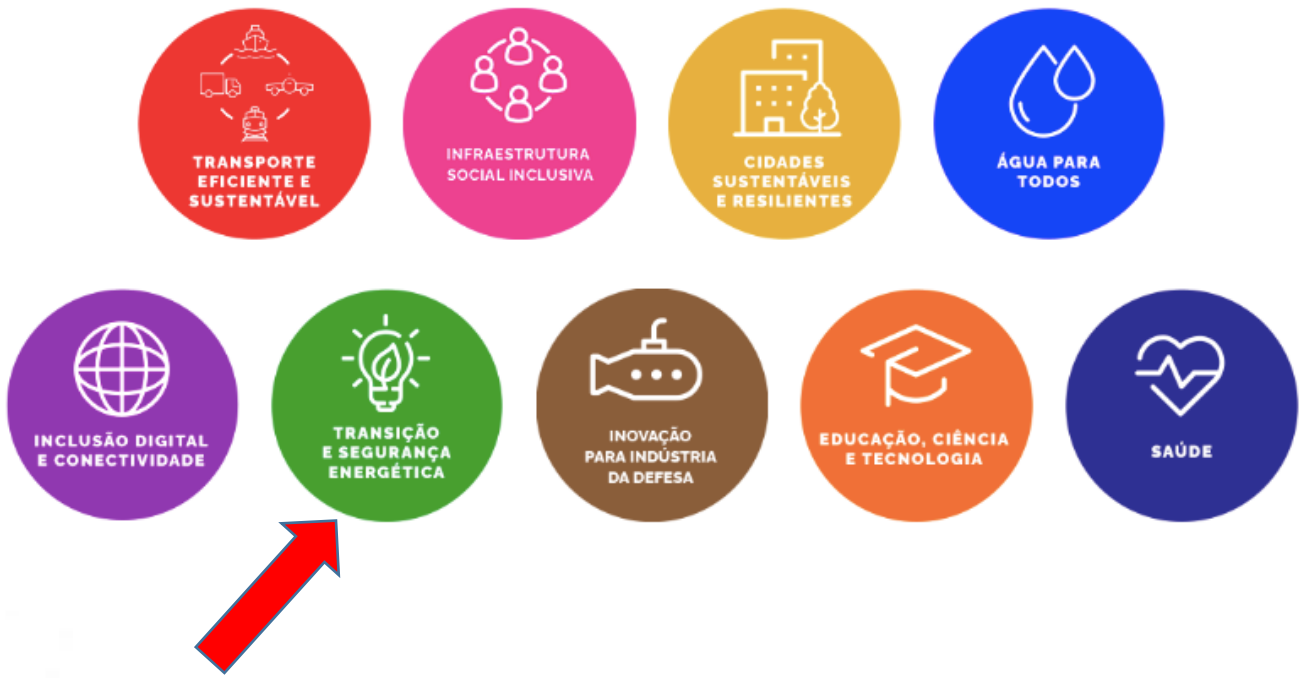 TRANSPORTE
EFICIENTE E
SUSTENTÁVEL
INFRAESTRUTURA
SOCIAL INCLUSIVA
CIDADES
SUSTENTÁVEIS
E RESILIENTES
ÁGUA PARA
TODOS
INCLUSÃO DIGITAL
E CONECTIVIDADE
TRANSIÇÃO
E SEGURANÇA
ENERGÉTICA
INOVAÇÃO
PARA INDÚSTRIA
DA DEFESA
EDUCAÇÃO, CIÊNCIA
E TECNOLOGIA
SAÚDE